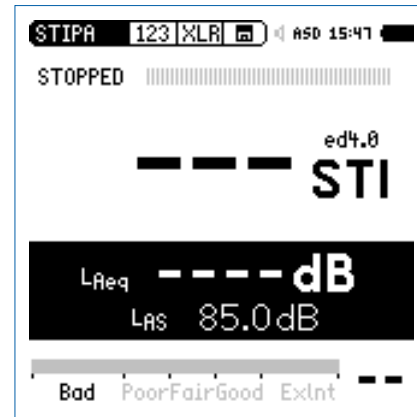 STIPA 123 XLR ASD 15:47
STOPPED
ed4.0
--- STI
LAeq ----dB
LAS 85.0dB
Bad Poor Fair Good Exlnt --